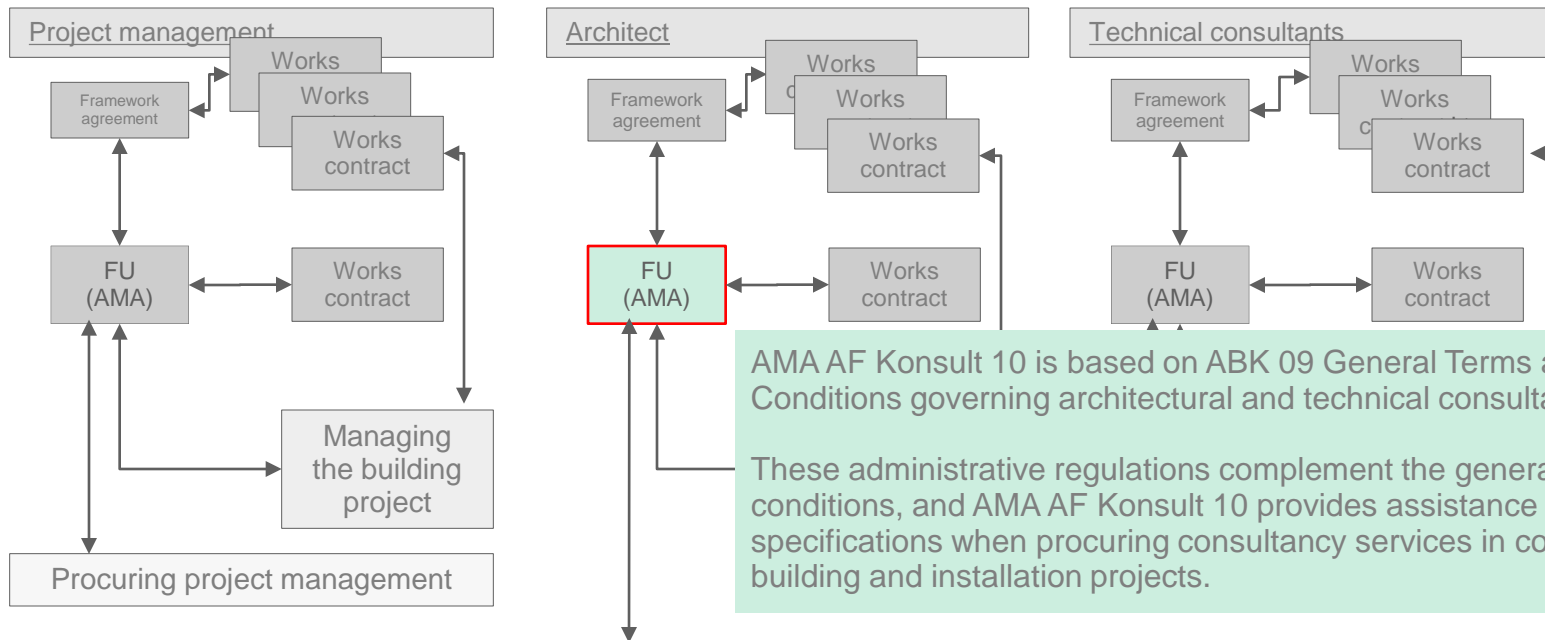 Project management
Works
Works
Works
contract
Framework
agreement
FU
(AMA)
Works
contract
Managing
the building
project
Procuring project management
Architect
Works
Works
Works
contract
Framework
agreement
FU
(AMA)
Works
contract
Technical consultants
Works
Works
Works
contract
Framework
agreement
FU
(AMA)
Works
contract
AMA AF Konsult 10 is based on ABK 09 General Terms
Conditions governing architectural and technical
These administrative regulations complement the
conditions, and AMA AF Konsult 10 provides assistance
specifications when procuring consultancy services in
building and installation projects.